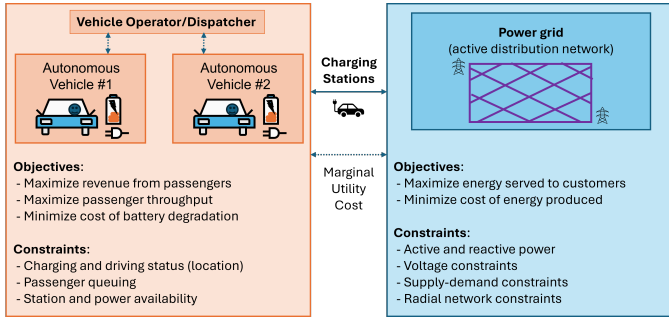 Vehicle Operator/Dispatcher
Autonomous
Vehicle #1
Autonomous
Vehicle #2
Objectives:
- Maximize revenue from passengers
- Maximize passenger throughput
- Minimize cost of battery degradation
Constraints:
- Charging and driving status (location)
- Passenger queuing
- Station and power availability
Charging
Stations
Marginal
Utility
Cost
Power grid
(active distribution network)
Objectives:
- Maximize energy served to customers
- Minimize cost of energy produced
Constraints:
- Active and reactive power
- Voltage constraints
- Supply-demand constraints
- Radial network constraints